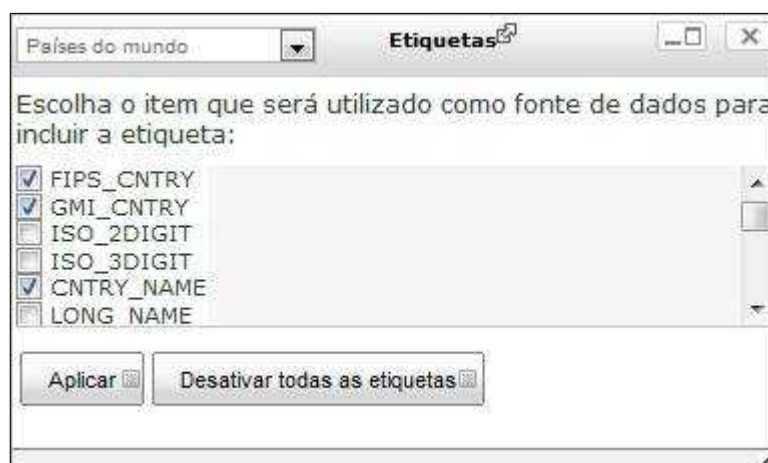 Países do mundo
Etiquetas
Escolha o item que será utilizado como fonte de dados para
incluir a etiqueta:
FIPS_CNTRY
GMI_CNTRY
ISO_2DIGIT
ISO_3DIGIT
CNTRY_NAME
LONG_NAME
Aplicar
Desativar todas as etiquetas